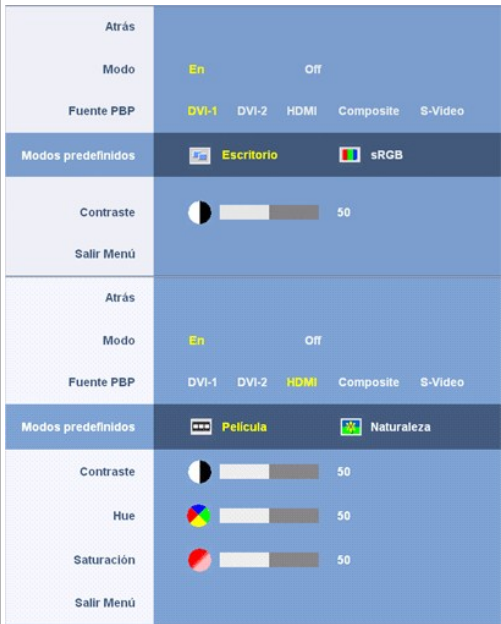 Atrás
Modo En Off
Fuente PBP DVI-1 DVI-2 HDMI Composite S-Video
Modos predefinidos Escritorio sRGB
Contraste 50
Salir Menú
Atrás
Modo En Off
Fuente PBP DVI-1 DVI-2 HDMI Composite S-Video
Modos predefinidos Película Naturaleza
Contraste 50
Hue 50
Saturación 50
Salir Menú